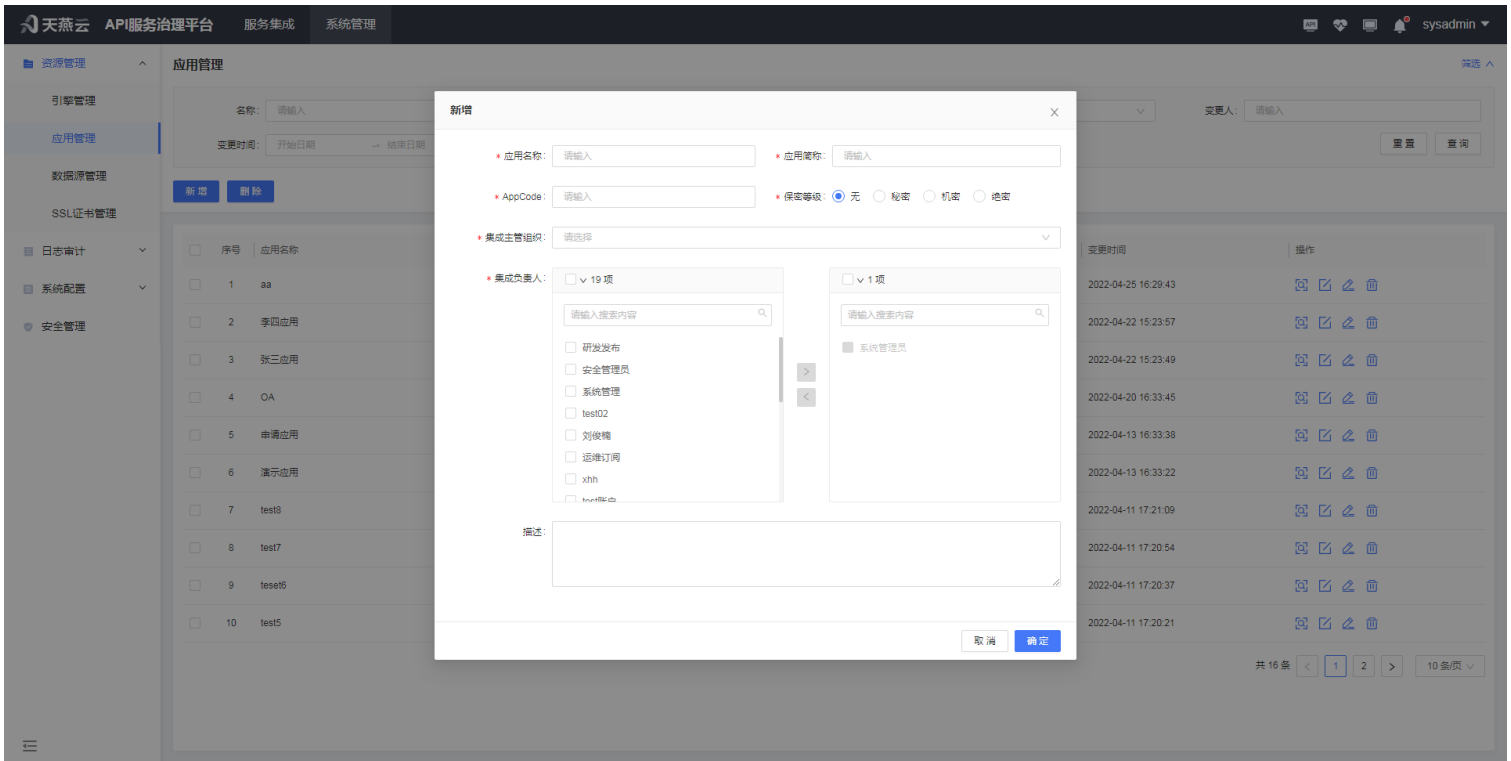 天燕云 API服务治理平台 服务集成 系统管理 API sysadmin
资源管理
引擎管理
应用管理
数据源管理
SSL证书管理
日志审计
系统配置
安全管理
应用管理 筛选
名称: 请输入 变更人: 请输入
变更时间: 开始日期 → 结束日期 重置 查询
新增 删除
序号 应用名称 变更时间 操作
1 aa 2022-04-25 16:29:43
2 李四应用 2022-04-22 15:23:57
3 张三应用 2022-04-22 15:23:49
4 OA 2022-04-20 16:33:45
5 申请应用 2022-04-13 16:33:38
6 演示应用 2022-04-13 16:33:22
7 test8 2022-04-11 17:21:09
8 test7 2022-04-11 17:20:54
9 teset6 2022-04-11 17:20:37
10 test5 2022-04-11 17:20:21
共 16 条 < 1 2 > 10 条/页
新增
* 应用名称: 请输入 * 应用简称: 请输入
* AppCode: 请输入 * 保密等级: 无 秘密 机密 绝密
* 集成主管组织: 请选择
* 集成负责人: 19 项 1 项
请输入搜索内容 请输入搜索内容
研发发布 系统管理员
安全管理员
系统管理
test02
刘俊楠
运维订阅
xhh
test账户
描述:
取消 确定